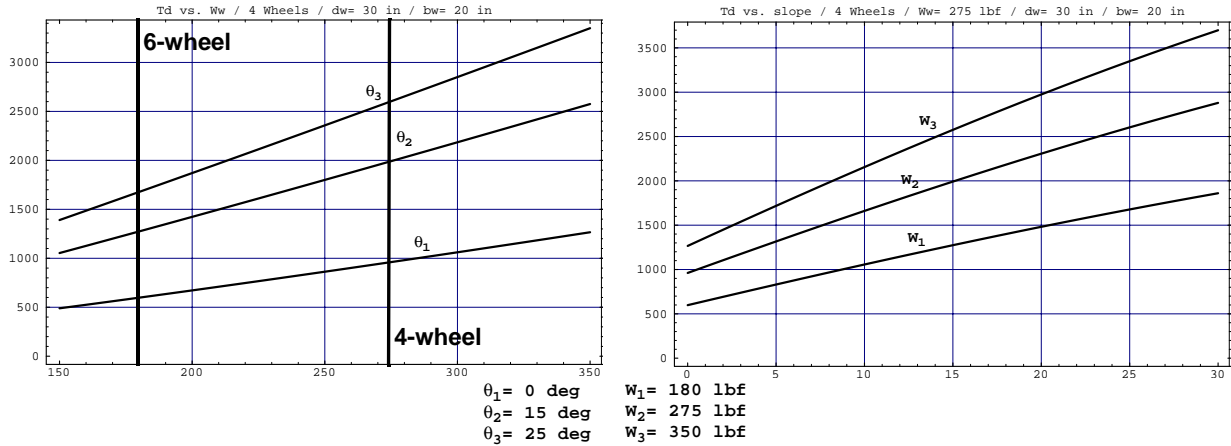 Td vs. Ww / 4 Wheels / dw= 30 in / bw= 20 in
6-wheel
3000
2500
2000
1500
1000
500
0
θ3
θ2
θ1
4-wheel
150
200
250
300
350
Td vs. slope / 4 Wheels / Ww= 275 lbf / dw= 30 in / bw= 20 in
3500
3000
2500
2000
1500
1000
500
0
W3
W2
W1
0
5
10
15
20
25
30
θ1= 0 deg W1= 180 lbf
θ2= 15 deg W2= 275 lbf
θ3= 25 deg W3= 350 lbf